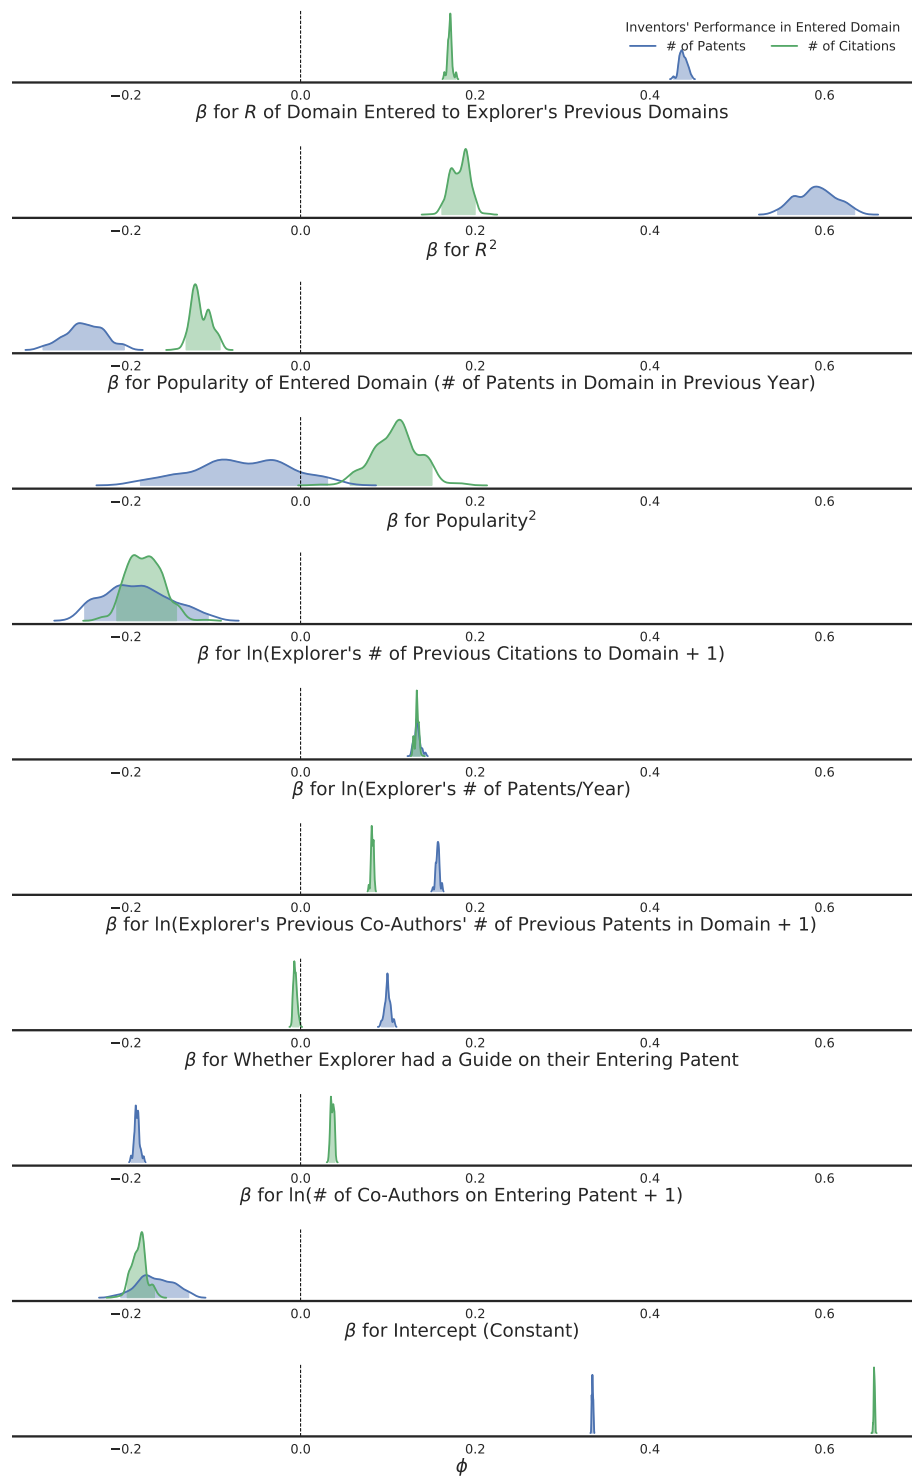 Inventors' Performance in Entered Domain
# of Patents # of Citations
−0.2 0.0 0.2 0.4 0.6
β for R of Domain Entered to Explorer's Previous Domains
−0.2 0.0 0.2 0.4 0.6
β for R²
−0.2 0.0 0.2 0.4 0.6
β for Popularity of Entered Domain (# of Patents in Domain in Previous Year)
−0.2 0.0 0.2 0.4 0.6
β for Popularity²
−0.2 0.0 0.2 0.4 0.6
β for ln(Explorer's # of Previous Citations to Domain + 1)
−0.2 0.0 0.2 0.4 0.6
β for ln(Explorer's # of Patents/Year)
−0.2 0.0 0.2 0.4 0.6
β for ln(Explorer's Previous Co-Authors' # of Previous Patents in Domain + 1)
−0.2 0.0 0.2 0.4 0.6
β for Whether Explorer had a Guide on their Entering Patent
−0.2 0.0 0.2 0.4 0.6
β for ln(# of Co-Authors on Entering Patent + 1)
−0.2 0.0 0.2 0.4 0.6
β for Intercept (Constant)
−0.2 0.0 0.2 0.4 0.6
ϕ